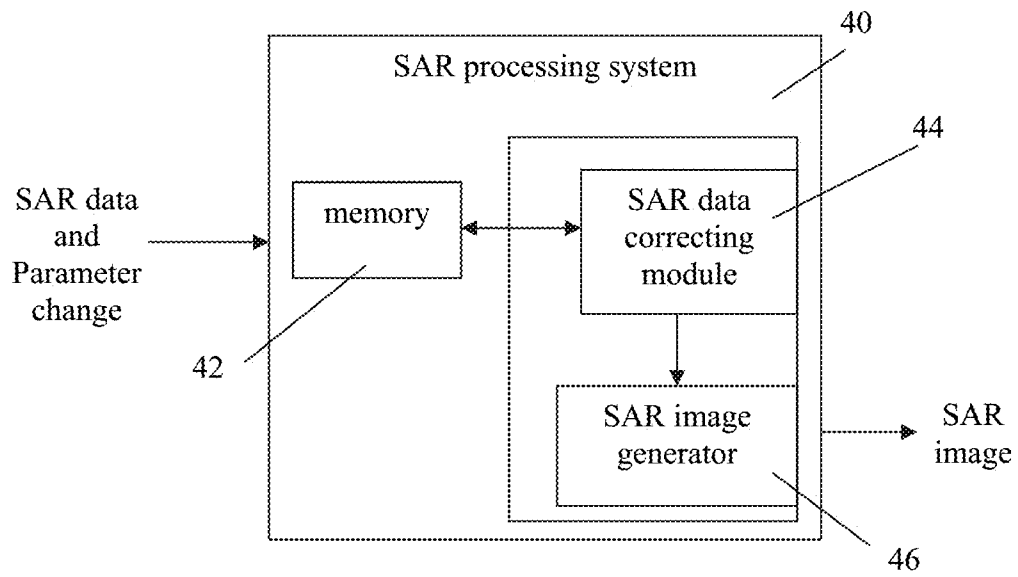 40
SAR processing system
44
SAR data
and
Parameter
change
memory
SAR data
correcting
module
42
SAR image
generator
SAR
image
46